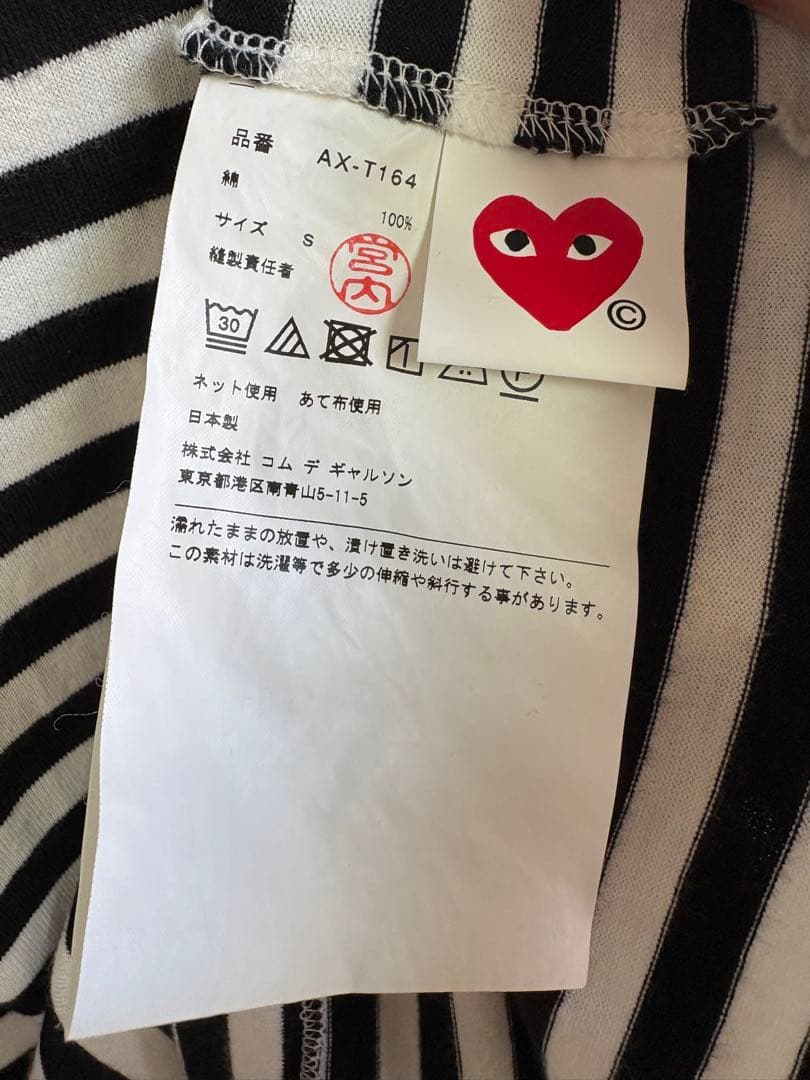 品番 AX-T164
綿 100%
サイズ S
縫製責任者 宮内
30
ネット使用 あて布使用
日本製
株式会社 コム デ ギャルソン
東京都港区南青山5-11-5
濡れたままの放置や、漬け置き洗いは避けて下さい。
この素材は洗濯等で多少の伸縮や斜行する事があります。
©